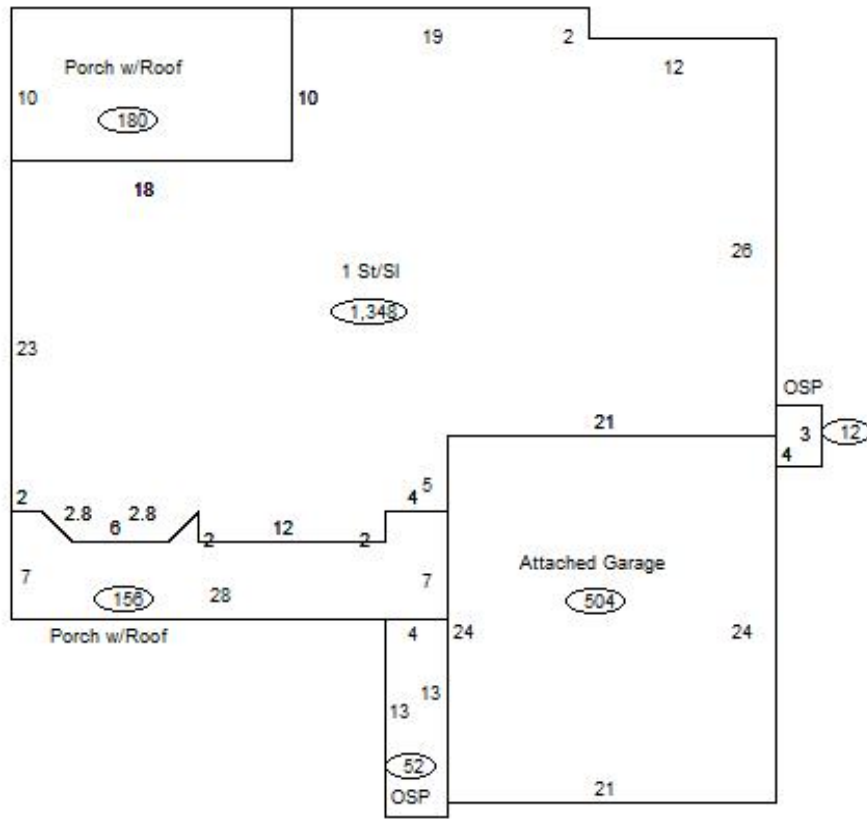 19 2
Porch w/Roof 12
10 10
180
18
26
1 St/Sl
1,348
23
OSP
21 3 12
4
2 4 5
2.8 6 2.8 2 12 2
Attached Garage
7 7
156 28 504
Porch w/Roof 4 24 24
13 13
52
OSP 21